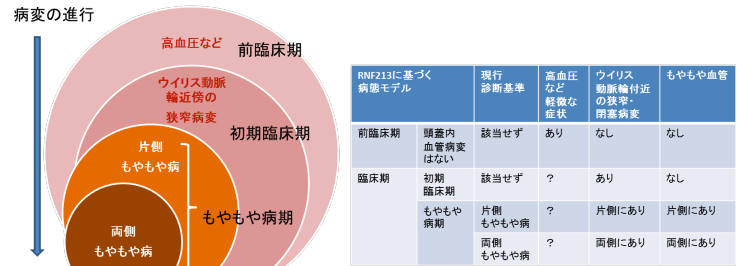 病変の進行
高血圧など
前臨床期
ウイリス動脈
輪近傍の
狭窄病変
初期臨床期
片側
もやもや病
もやもや病期
両側
もやもや病
RNF213に基づく
病態モデル
現行
診断基準
高血圧
など
軽微な
症状
ウイリス
動脈輪付近
の狭窄・
閉塞病変
もやもや血管
前臨床期
頭蓋内
血管病変
はない
該当せず
あり
なし
なし
臨床期
初期
臨床期
該当せず
?
あり
なし
もやもや
病期
片側
もやもや病
?
片側にあり
片側にあり
両側
もやもや病
?
両側にあり
両側にあり